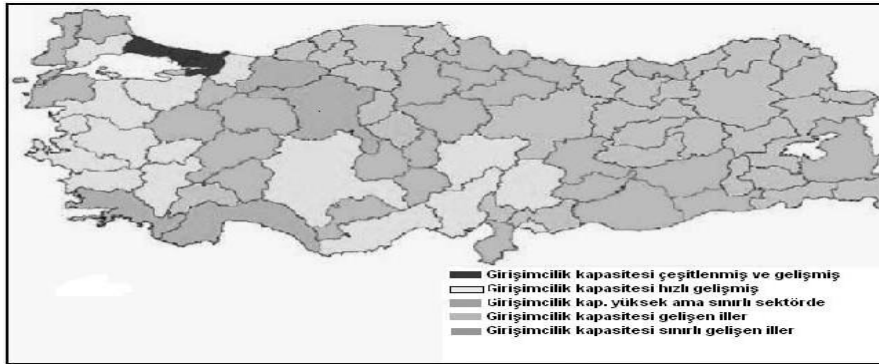 Girişimcilik kapasitesi çeşitlenmiş ve gelişmiş
Girişimcilik kapasitesi hızlı gelişmiş
Girişimcilik kap. yüksek ama sınırlı sektörde
Girişimcilik kapasitesi gelişen iller
Girişimcilik kapasitesi sınırlı gelişen iller